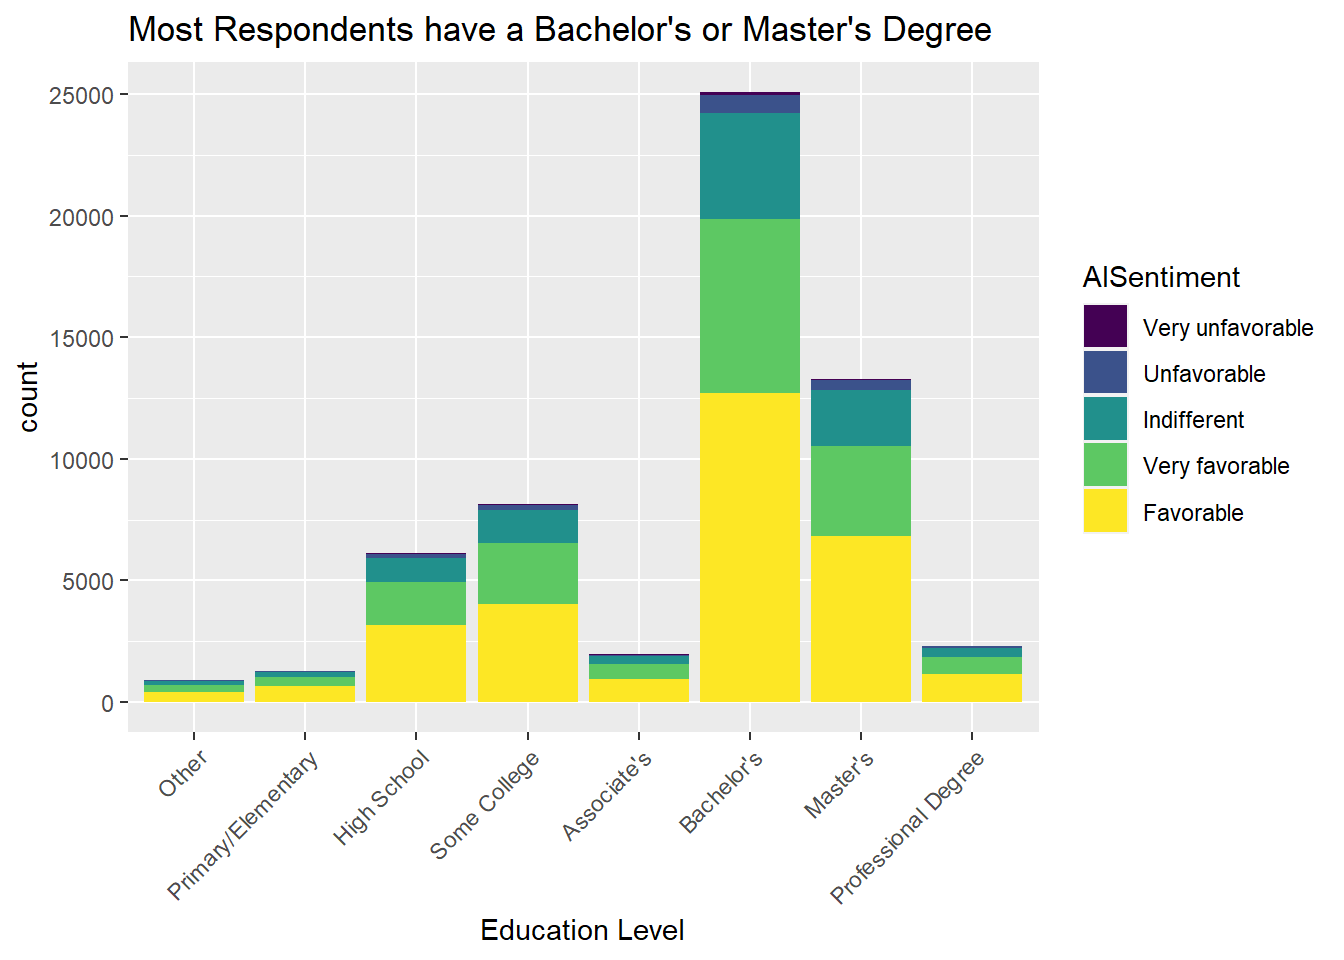 Most Respondents have a Bachelor's or Master's Degree
25000
20000
15000
10000
5000
0
count
Other
Primary/Elementary
High School
Some College
Associate's
Bachelor's
Master's
Professional Degree
Education Level
AISentiment
Very unfavorable
Unfavorable
Indifferent
Very favorable
Favorable